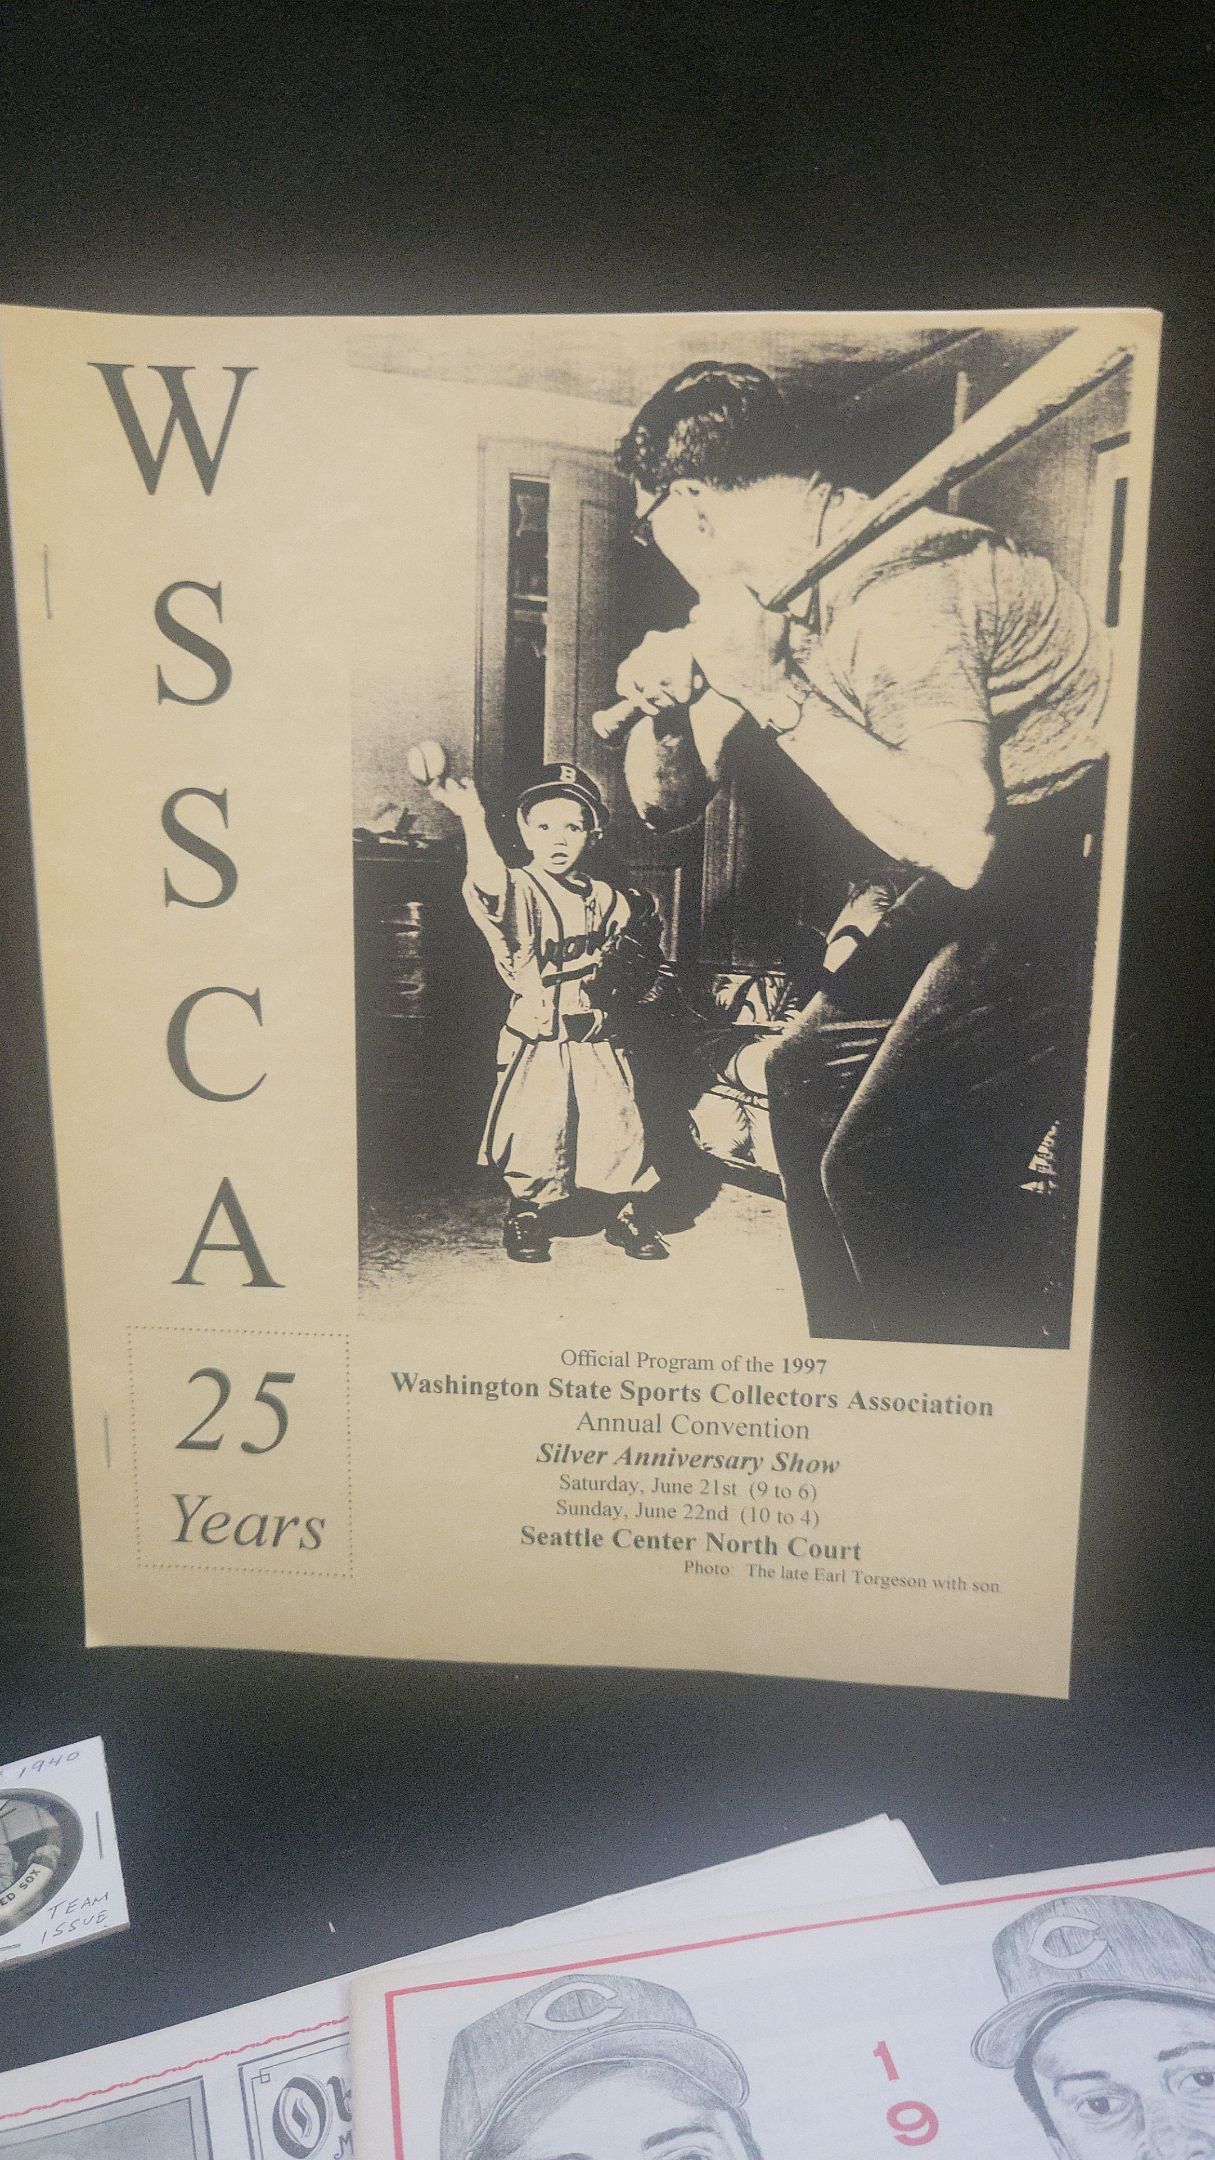 W
S
S
C
A
25
Years
B
Official Program of the 1997
Washington State Sports Collectors Association
Annual Convention
Silver Anniversary Show
Saturday, June 21st (9 to 6)
Sunday, June 22nd (10 to 4)
Seattle Center North Court
Photo: The late Earl Torgeson with son.
1940
ED SOX
TEAM
ISSUE
C
C
1
9